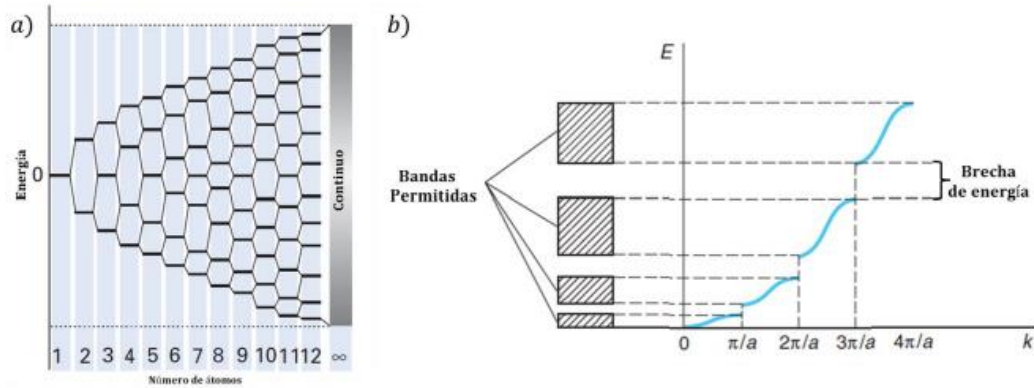 a)
Energía
0
Continuo
1 2 3 4 5 6 7 8 9 10 11 12 ∞
Número de átomos
b)
E
Bandas
Permitidas
Brecha
de energía
0 π/a 2π/a 3π/a 4π/a k